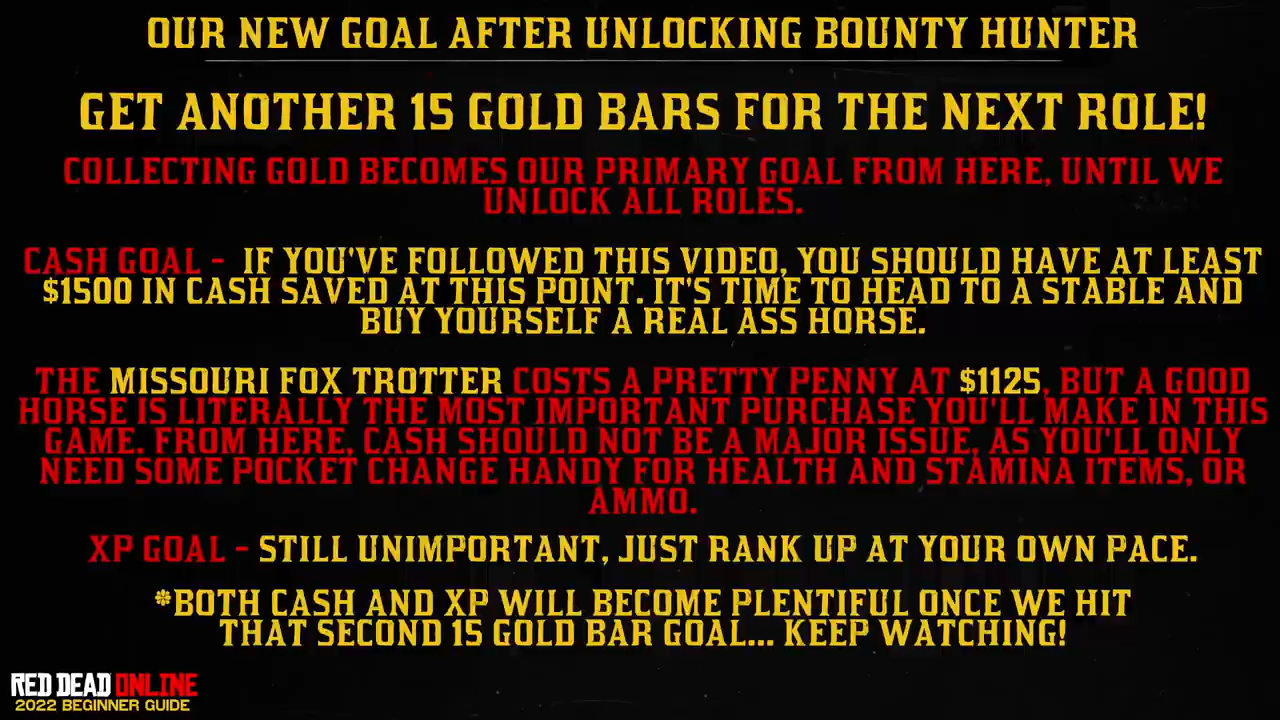 OUR NEW GOAL AFTER UNLOCKING BOUNTY HUNTER
GET ANOTHER 15 GOLD BARS FOR THE NEXT ROLE!
COLLECTING GOLD BECOMES OUR PRIMARY GOAL FROM HERE, UNTIL WE
UNLOCK ALL ROLES.
CASH GOAL - IF YOU'VE FOLLOWED THIS VIDEO, YOU SHOULD HAVE AT LEAST
$1500 IN CASH SAVED AT THIS POINT. IT'S TIME TO HEAD TO A STABLE AND
BUY YOURSELF A REAL ASS HORSE.
THE MISSOURI FOX TROTTER COSTS A PRETTY PENNY AT $1125, BUT A GOOD
HORSE IS LITERALLY THE MOST IMPORTANT PURCHASE YOU'LL MAKE IN THIS
GAME. FROM HERE, CASH SHOULD NOT BE A MAJOR ISSUE, AS YOU'LL ONLY
NEED SOME POCKET CHANGE HANDY FOR HEALTH AND STAMINA ITEMS, OR
AMMO.
XP GOAL - STILL UNIMPORTANT, JUST RANK UP AT YOUR OWN PACE.
*BOTH CASH AND XP WILL BECOME PLENTIFUL ONCE WE HIT
THAT SECOND 15 GOLD BAR GOAL... KEEP WATCHING!
RED DEAD ONLINE
2022 BEGINNER GUIDE